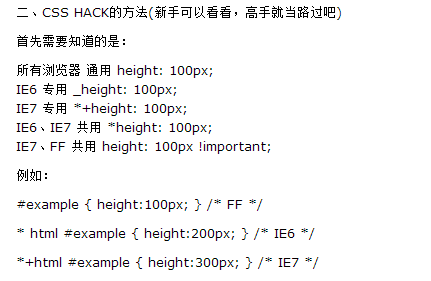 二、CSS HACK的方法(新手可以看看，高手就当路过吧)
首先需要知道的是：
所有浏览器 通用 height: 100px;
IE6 专用 _height: 100px;
IE7 专用 *+height: 100px;
IE6、IE7 共用 *height: 100px;
IE7、FF 共用 height: 100px !important;
例如：
#example { height:100px; } /* FF */
* html #example { height:200px; } /* IE6 */
*+html #example { height:300px; } /* IE7 */